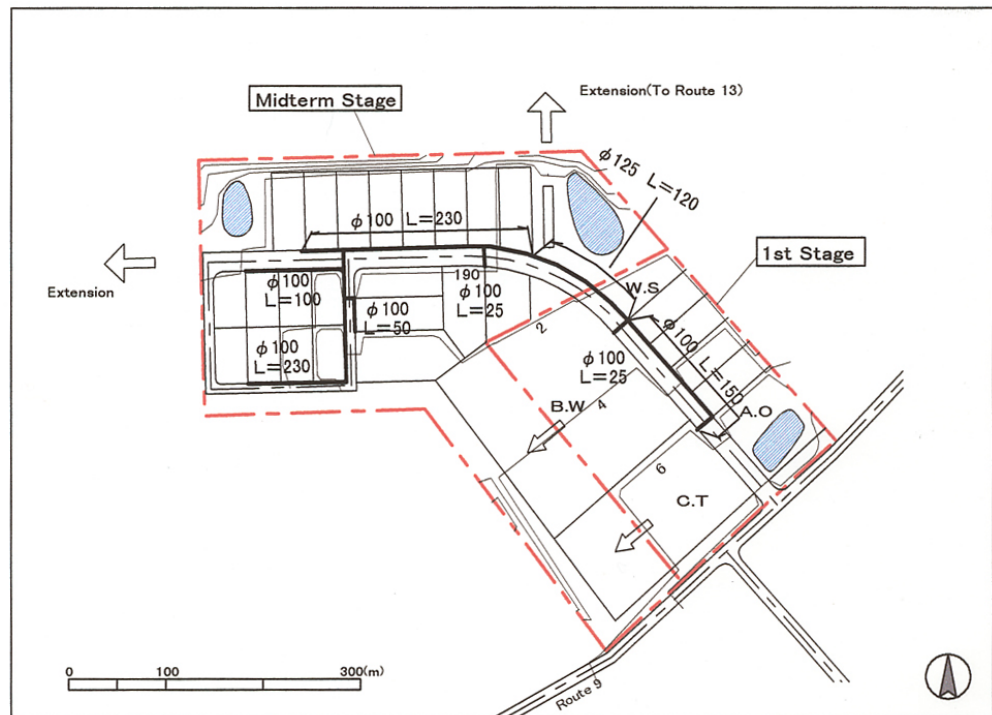 Extension(To Route 13)
Midterm Stage
φ125 L=120
φ100 L=230
1st Stage
Extension
φ100
L=100
190
φ100
L=25
W.S
φ100
L=50
2
φ100 L=150
φ100
L=230
φ100
L=25
B.W
4
A.O
6
C.T
0 100 300(m)
Route 9